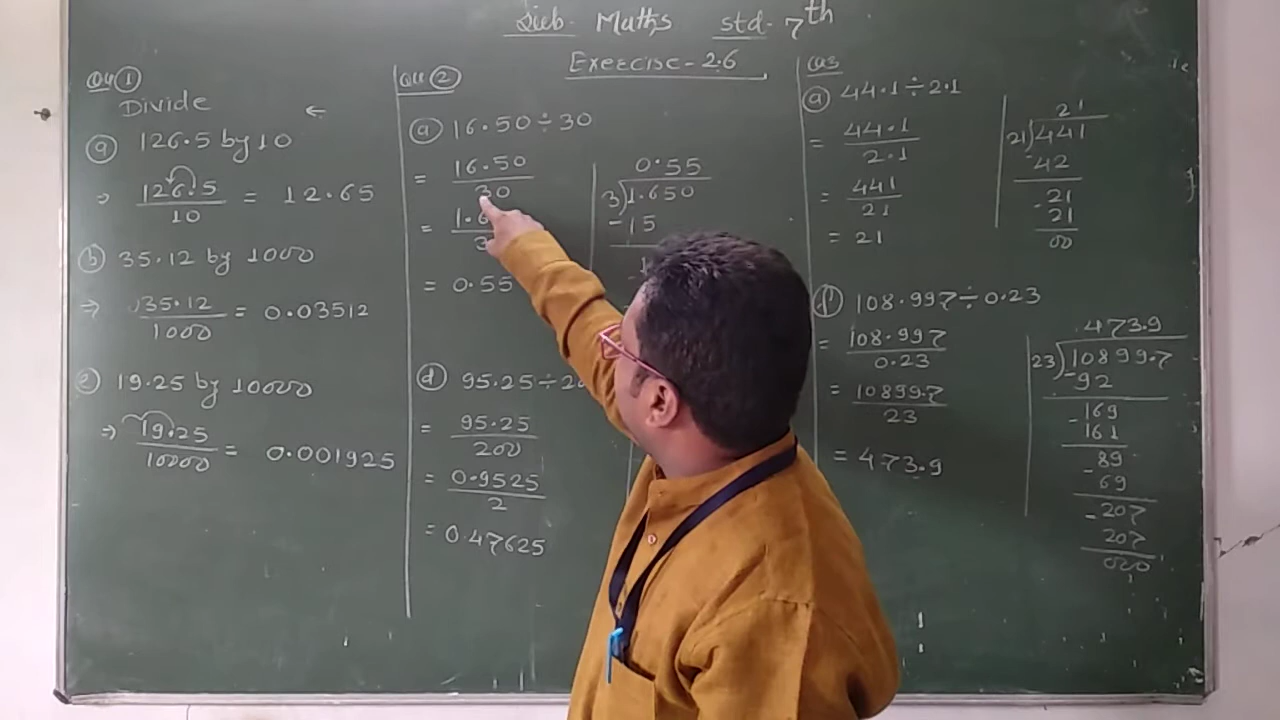 Sub- Maths std- 7th
Exercise-2.6
Qu ①
Divide ←
ⓐ 126.5 by 10
⇒ 126.5/10 = 12.65
ⓑ 35.12 by 1000
⇒ 35.12/1000 = 0.03512
ⓔ 19.25 by 10000
⇒ 19.25/10000 = 0.001925
Qu ②
ⓐ 16.50 ÷ 30
= 16.50/30
= 0.55
0.55
3)1.650
-15
ⓓ 95.25 ÷
= 95.25/200
= 0.9525/2
= 0.47625
Qu3
ⓐ 44.1 ÷ 2.1
= 44.1/2.1
= 441/21
= 21
21
21)441
-42
-21
21
00
ⓕ 108.997 ÷ 0.23
= 108.997/0.23
= 10899.7/23
= 473.9
473.9
23)10899.7
-92
-169
161
89
-69
-207
207
000